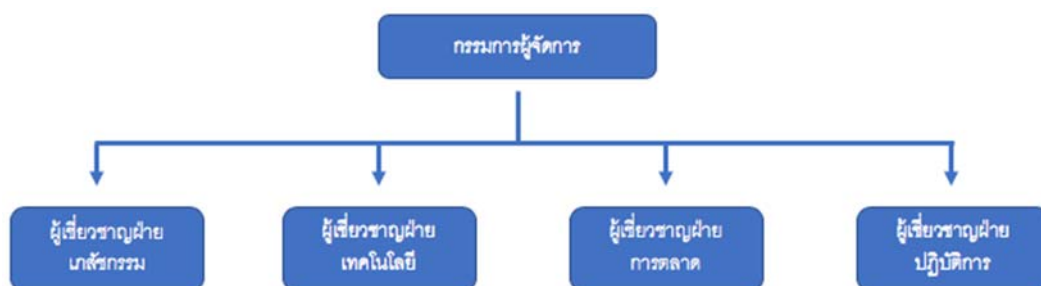 กรรมการผู้จัดการ
ผู้เชี่ยวชาญฝ่าย
เภสัชกรรม
ผู้เชี่ยวชาญฝ่าย
เทคโนโลยี
ผู้เชี่ยวชาญฝ่าย
การตลาด
ผู้เชี่ยวชาญฝ่าย
ปฏิบัติการ